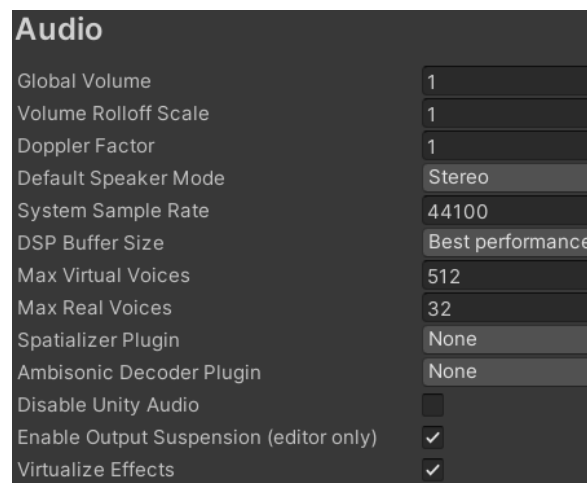 Audio
Global Volume 1
Volume Rolloff Scale 1
Doppler Factor 1
Default Speaker Mode Stereo
System Sample Rate 44100
DSP Buffer Size Best performance
Max Virtual Voices 512
Max Real Voices 32
Spatializer Plugin None
Ambisonic Decoder Plugin None
Disable Unity Audio
Enable Output Suspension (editor only)
Virtualize Effects